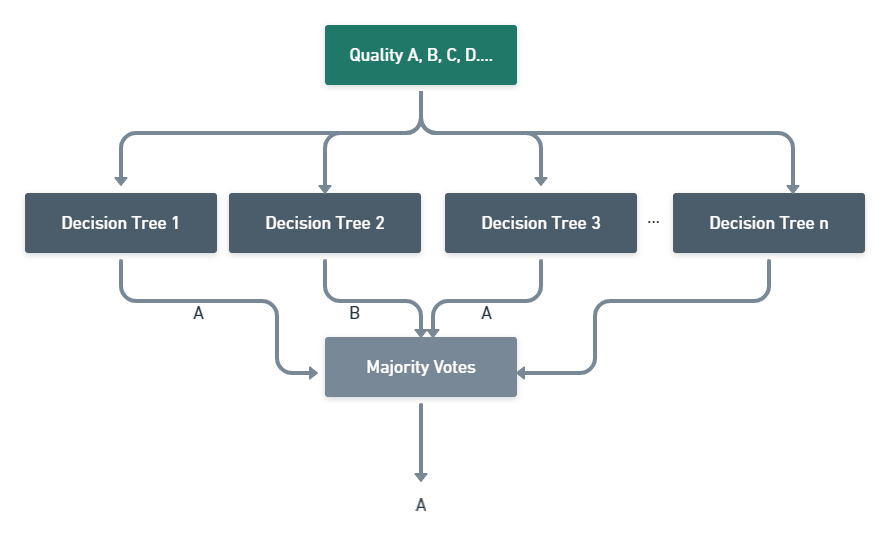 Quality A, B, C, D....
Decision Tree 1
Decision Tree 2
Decision Tree 3
...
Decision Tree n
A
B
A
Majority Votes
A